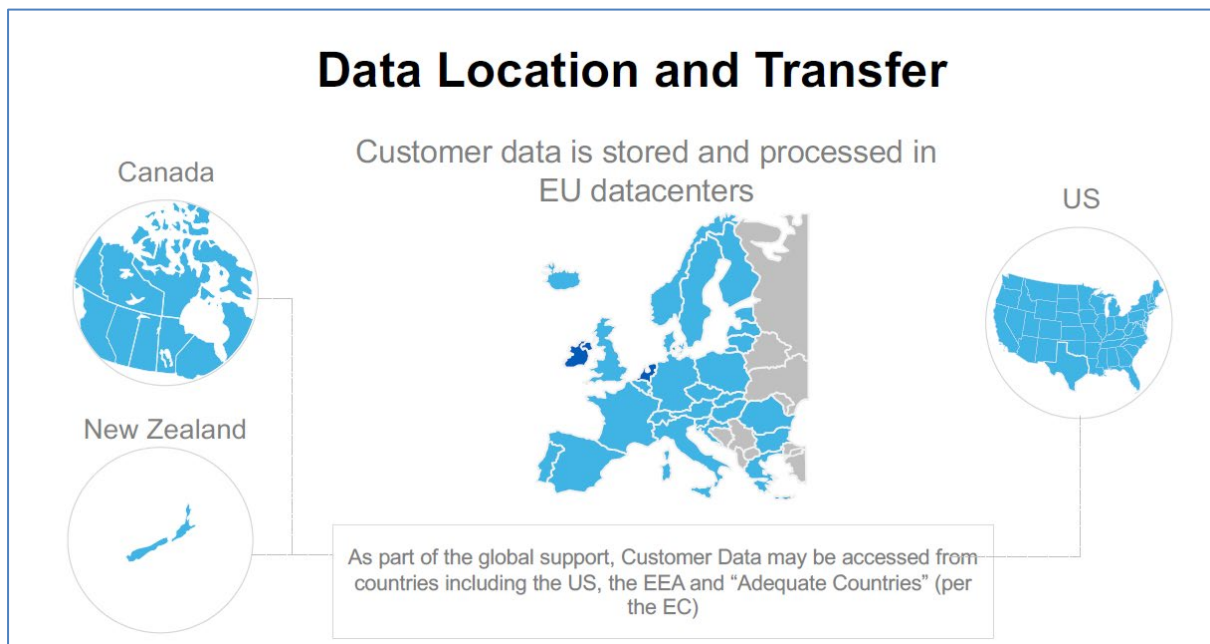 Data Location and Transfer
Customer data is stored and processed in
EU datacenters
Canada
US
New Zealand
As part of the global support, Customer Data may be accessed from
countries including the US, the EEA and “Adequate Countries” (per
the EC)